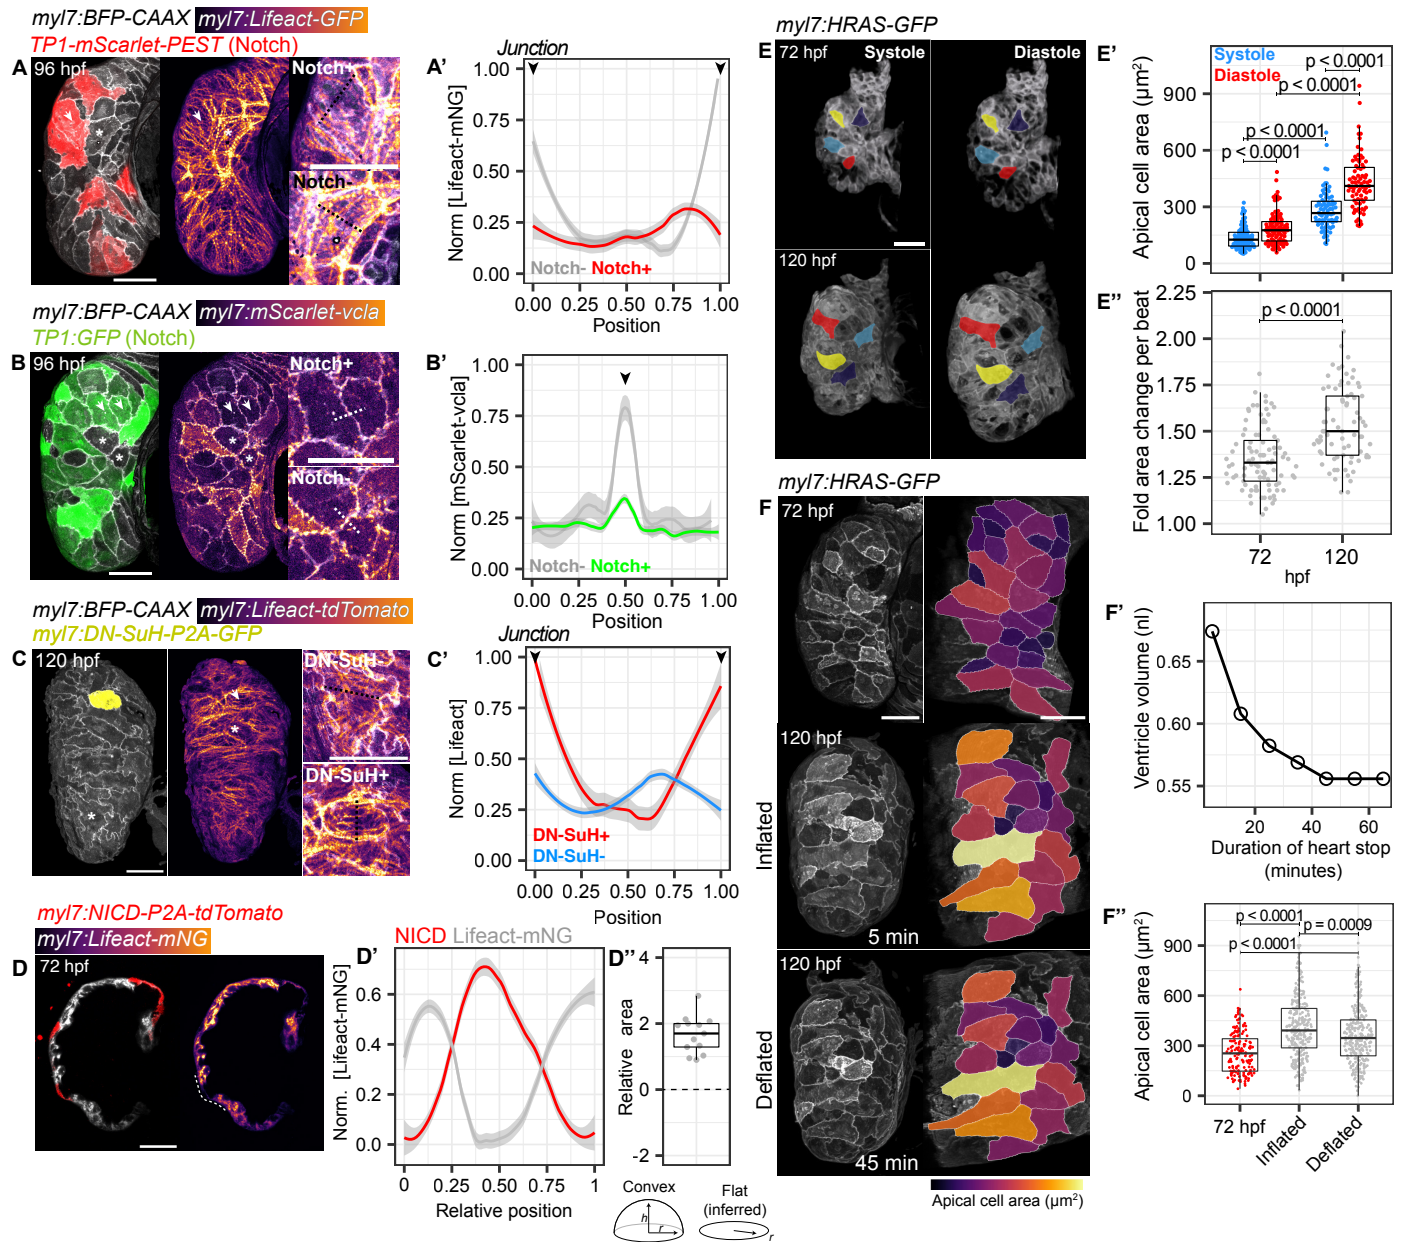 myl7:BFP-CAAX myl7:Lifeact-GFP
TP1-mScarlet-PEST (Notch)
A
96 hpf
Notch+
Notch-
*
A'
Junction
1.00
0.75
0.50
0.25
0.00
Norm [Lifeact-mNG]
Notch- Notch+
0.00 0.25 0.50 0.75 1.00
Position
myl7:BFP-CAAX myl7:mScarlet-vcla
TP1:GFP (Notch)
B
96 hpf
Notch+
Notch-
B'
1.00
0.75
0.50
0.25
0.00
Norm [mScarlet-vcla]
Notch- Notch+
0.00 0.25 0.50 0.75 1.00
Position
myl7:BFP-CAAX myl7:Lifeact-tdTomato
myl7:DN-SuH-P2A-GFP
C
120 hpf
DN-SuH-
DN-SuH+
C'
Junction
1.00
0.75
0.50
0.25
0.00
Norm [Lifeact]
DN-SuH+
DN-SuH-
0.00 0.25 0.50 0.75 1.00
Position
myl7:NICD-P2A-tdTomato
myl7:Lifeact-mNG
D
72 hpf
D'
NICD Lifeact-mNG
0.6
0.4
0.2
0.0
Norm. [Lifeact-mNG]
0 0.25 0.50 0.75 1
Relative position
D''
4
2
0
-2
Relative area
Convex
h
r
Flat
(inferred)
r
myl7:HRAS-GFP
E
72 hpf
Systole
Diastole
120 hpf
E'
Systole
Diastole
p < 0.0001
p < 0.0001
p < 0.0001
p < 0.0001
900
600
300
0
Apical cell area (µm²)
E''
2.25
2.00
1.75
1.50
1.25
1.00
Fold area change per beat
p < 0.0001
72 120
hpf
myl7:HRAS-GFP
F
72 hpf
120 hpf
Inflated
5 min
120 hpf
Deflated
45 min
Apical cell area (µm²)
F'
0.65
0.60
0.55
Ventricle volume (nl)
20 40 60
Duration of heart stop
(minutes)
F''
p < 0.0001
p = 0.0009
p < 0.0001
900
600
300
0
Apical cell area (µm²)
72 hpf
Inflated
Deflated